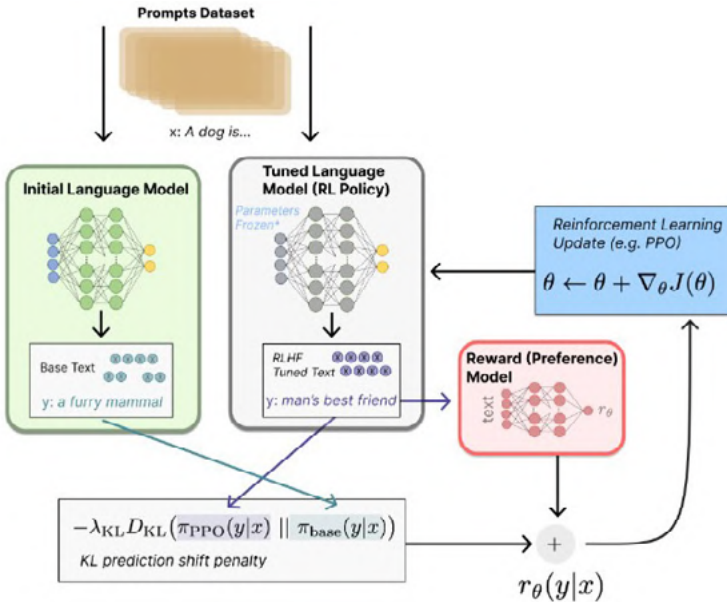 Prompts Dataset
x: A dog is...
Initial Language Model
Tuned Language
Model (RL Policy)
Parameters
Frozen*
Reinforcement Learning
Update (e.g. PPO)
θ ← θ + ∇θJ(θ)
Base Text
x x x x
x x x x
y: a furry mammal
RLHF
Tuned Text
x x x x
x x x x
y: man's best friend
Reward (Preference)
Model
text
rθ
−λKL DKL(πPPO(y|x) || πbase(y|x))
KL prediction shift penalty
+
rθ(y|x)